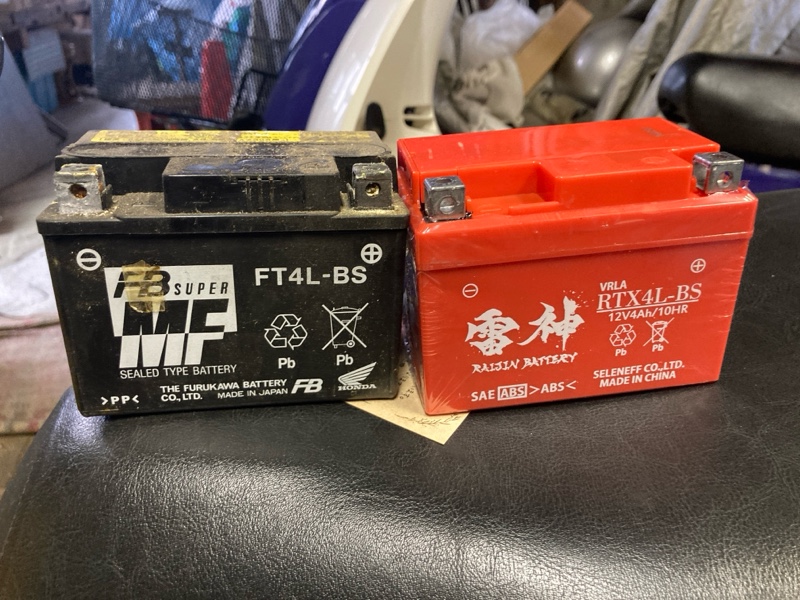 FB SUPER
MF
SEALED TYPE BATTERY
FT4L-BS
Pb
Pb
>PP<
THE FURUKAWA BATTERY
CO., LTD. MADE IN JAPAN
FB
HONDA
雷神
RAIJIN BATTERY
VRLA
RTX4L-BS
12V4Ah/10HR
Pb
Pb
SELENEFF CO.,LTD.
MADE IN CHINA
SAE ABS >ABS<